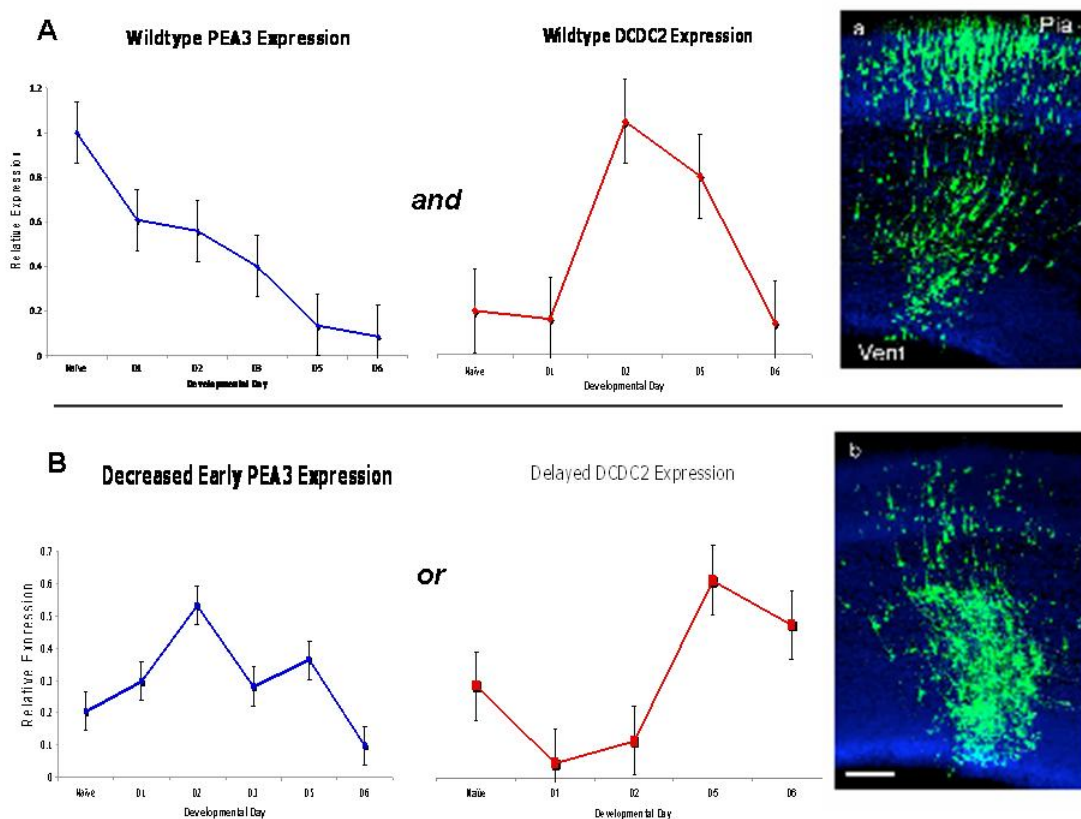 A
Wildtype PEA3 Expression
Relative Expression
1.2
1
0.8
0.6
0.4
0.2
0
Naive D1 D2 D3 D5 D6
Developmental Day
and
Wildtype DCDC2 Expression
Naive D1 D2 D5 D6
Developmental Day
a
Pia
Vent
B
Decreased Early PEA3 Expression
Relative Expression
0.7
0.6
0.5
0.4
0.3
0.2
0.1
0
Naive D1 D2 D3 D5 D6
Developmental Day
or
Delayed DCDC2 Expression
Naive D1 D2 D5 D6
Developmental Day
b